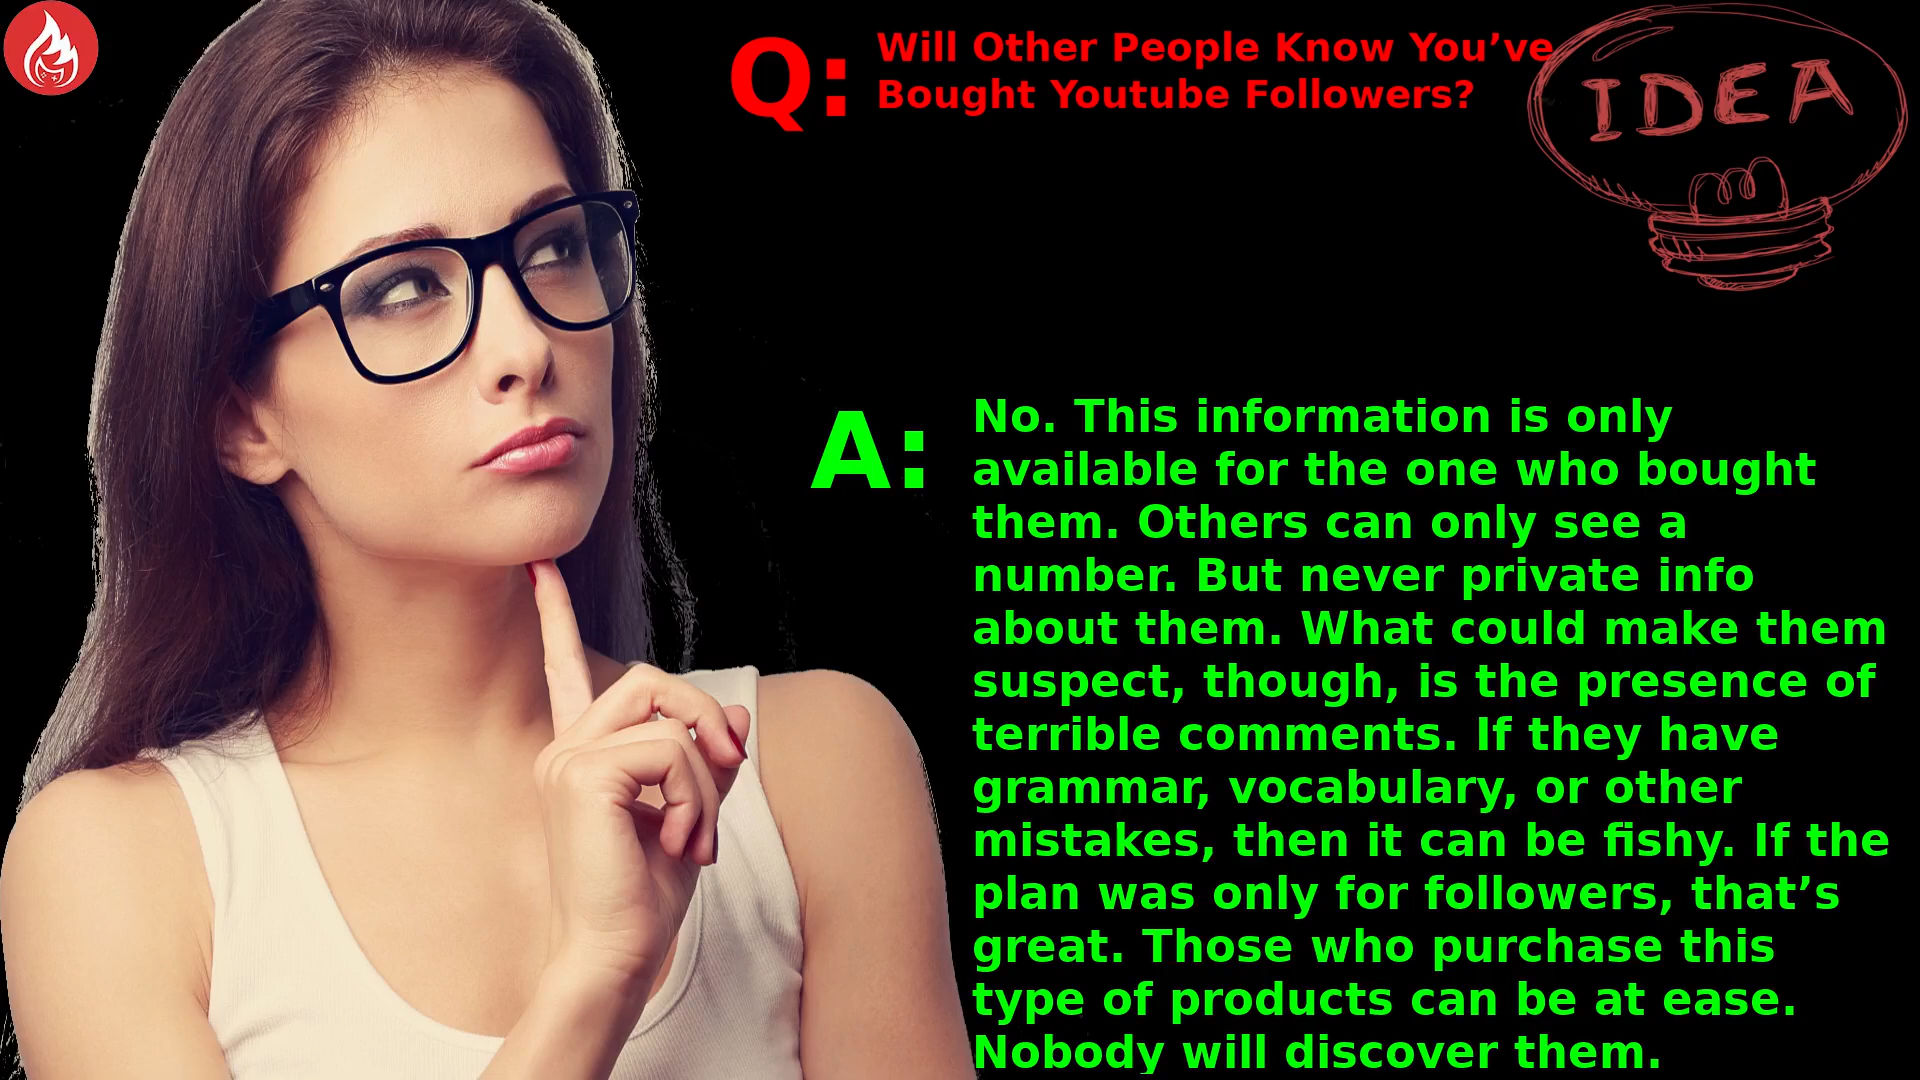 Q:
Will Other People Know You’ve
Bought Youtube Followers?
IDEA
A:
No. This information is only
available for the one who bought
them. Others can only see a
number. But never private info
about them. What could make them
suspect, though, is the presence of
terrible comments. If they have
grammar, vocabulary, or other
mistakes, then it can be fishy. If the
plan was only for followers, that’s
great. Those who purchase this
type of products can be at ease.
Nobody will discover them.